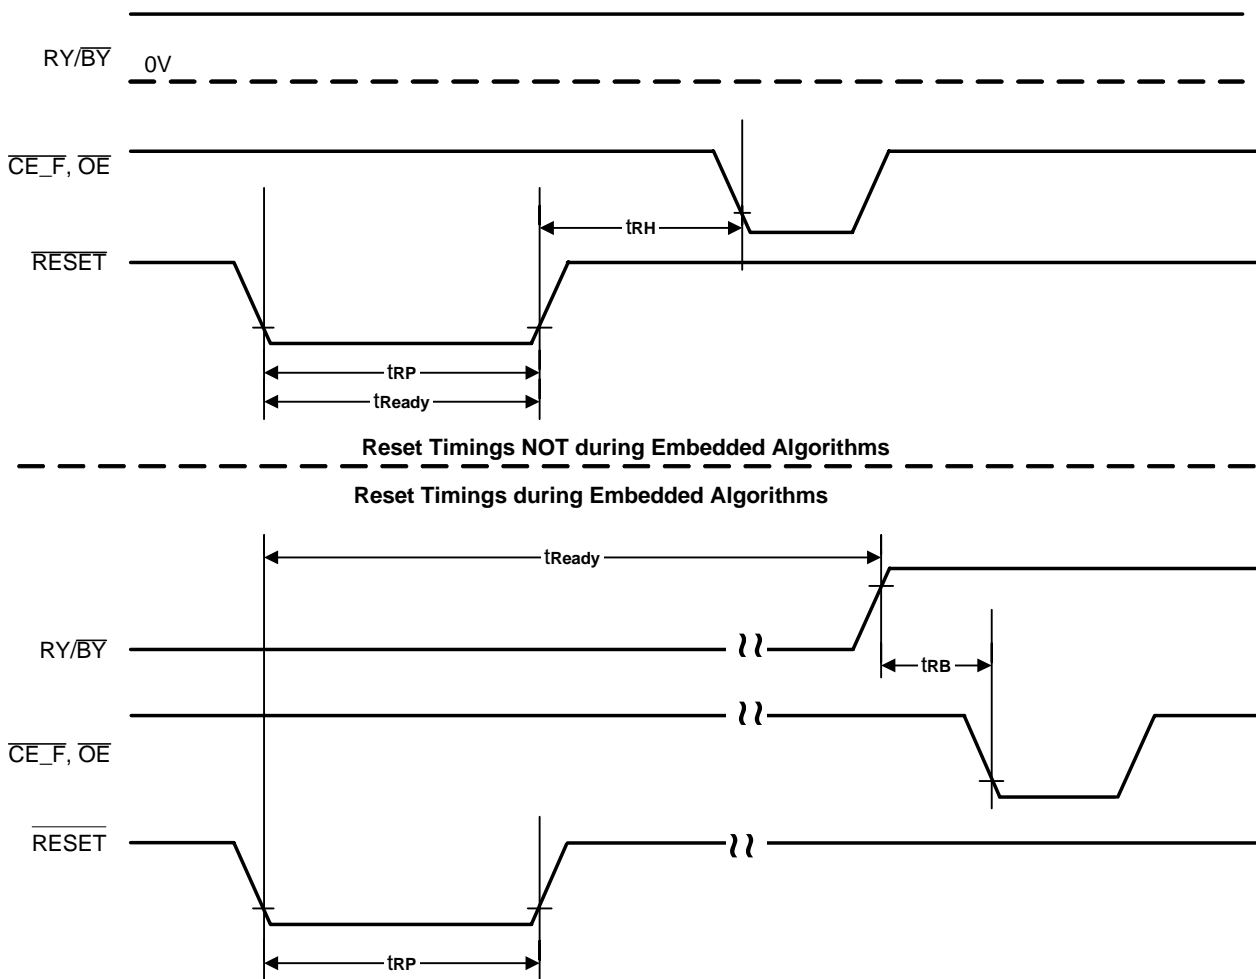 RY/BY
0V
CE_F, OE
tRH
RESET
tRP
tReady
Reset Timings NOT during Embedded Algorithms
Reset Timings during Embedded Algorithms
tReady
RY/BY
tRB
CE_F, OE
RESET
tRP